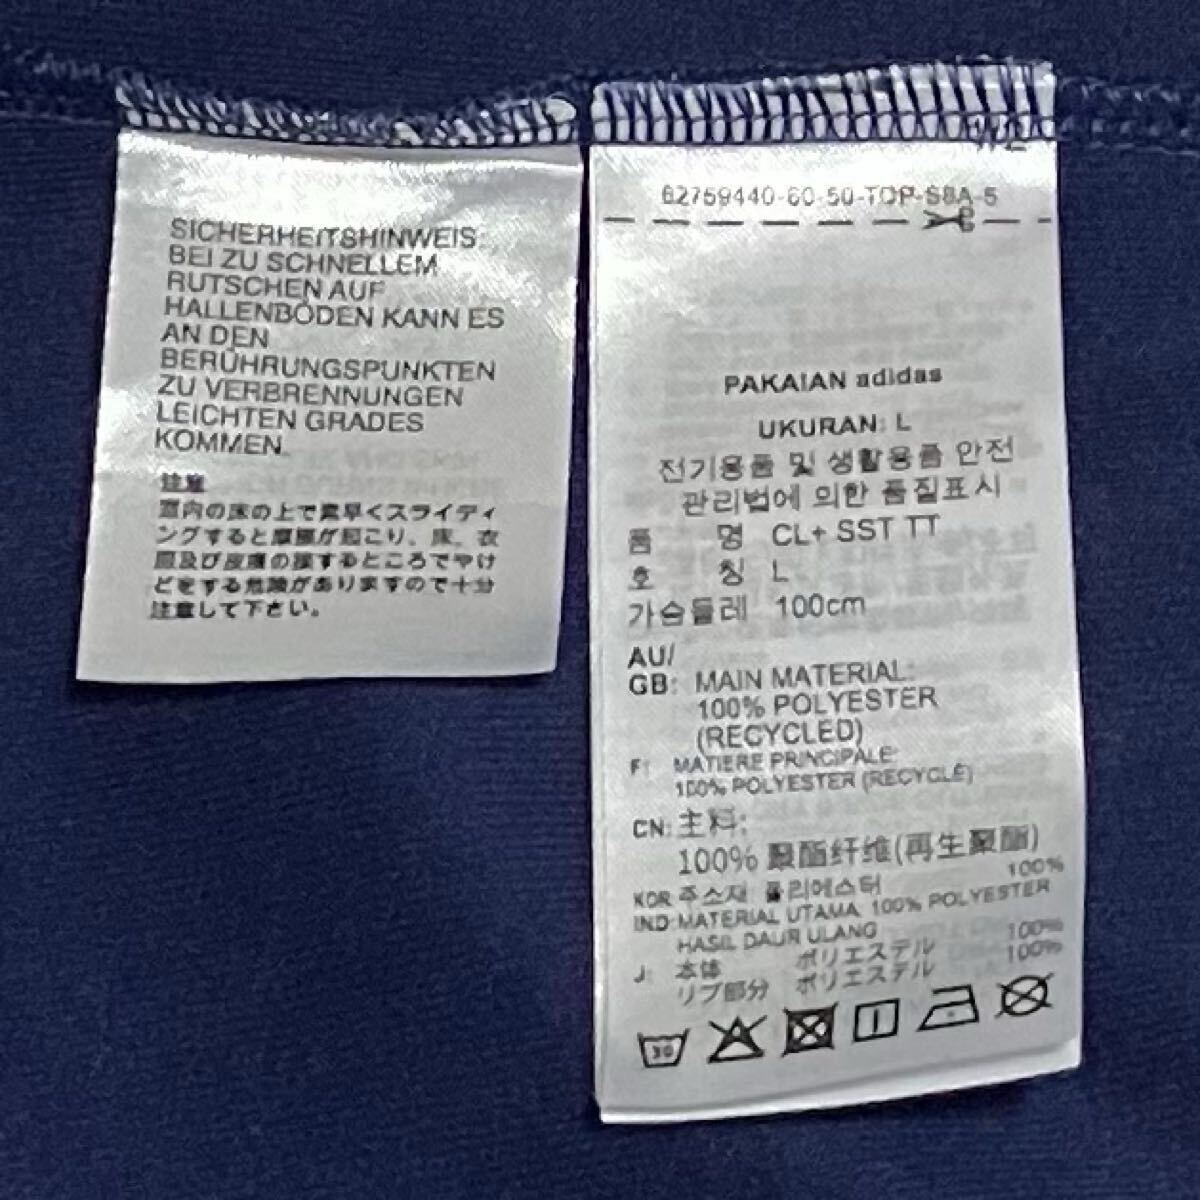 SICHERHEITSHINWEIS:
BEI ZU SCHNELLEM
RUTSCHEN AUF
HALLENBÖDEN KANN ES
AN DEN
BERÜHRUNGSPUNKTEN
ZU VERBRENNUNGEN
LEICHTEN GRADES
KOMMEN.
注意
室内の床の上で素早くスライディ
ングすると摩擦が起こり、床、衣
服及び皮膚の接するところでやけ
どをする危険がありますので十分
注意して下さい。
62759440-60-50-TOP-SBA-5
PAKAIAN adidas
UKURAN: L
전기용품 및 생활용품 안전
관리법에 의한 품질표시
품 명 CL+ SST TT
호 칭 L
가슴둘레 100cm
AU/
GB: MAIN MATERIAL:
100% POLYESTER
(RECYCLED)
F: MATIERE PRINCIPALE:
100% POLYESTER (RECYCLÉ)
CN: 主料:
100% 聚酯纤维(再生聚酯)
KOR 주소재 폴리에스터 100%
IND MATERIAL UTAMA 100% POLYESTER
HASIL DAUR ULANG
J: 本体 ポリエステル 100%
リブ部分 ポリエステル 100%
30